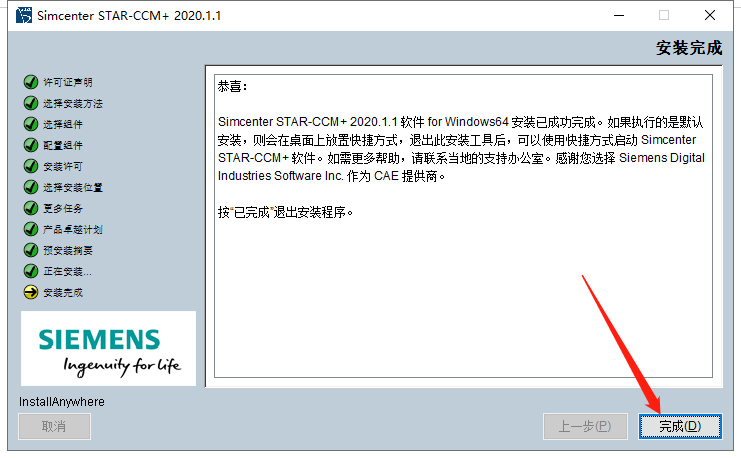 Simcenter STAR-CCM+ 2020.1.1
安装完成
许可证声明
选择安装方法
选择组件
配置组件
安装许可
选择安装位置
更多任务
产品卓越计划
预安装摘要
正在安装...
安装完成
恭喜：
Simcenter STAR-CCM+ 2020.1.1 软件 for Windows64 安装已成功完成。如果执行的是默认
安装，则会在桌面上放置快捷方式，退出此安装工具后，可以使用快捷方式启动 Simcenter
STAR-CCM+ 软件。如需更多帮助，请联系当地的支持办公室。感谢您选择 Siemens Digital
Industries Software Inc. 作为 CAE 提供商。
按“已完成”退出安装程序。
SIEMENS
Ingenuity for life
InstallAnywhere
取消
上一步(P)
完成(D)